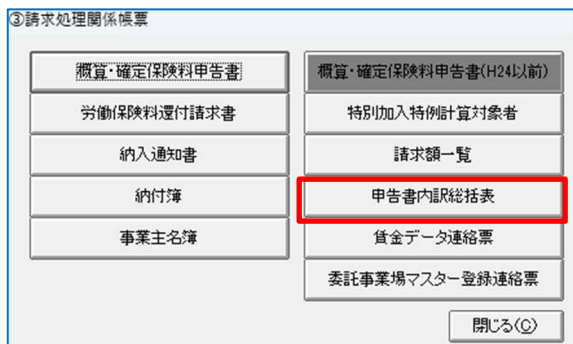 ③請求処理関係帳票
概算・確定保険料申告書
概算・確定保険料申告書(H24以前)
労働保険料還付請求書
特別加入特例計算対象者
納入通知書
請求額一覧
納付簿
申告書内訳総括表
事業主名簿
賃金データ連絡票
委託事業場マスター登録連絡票
閉じる(C)